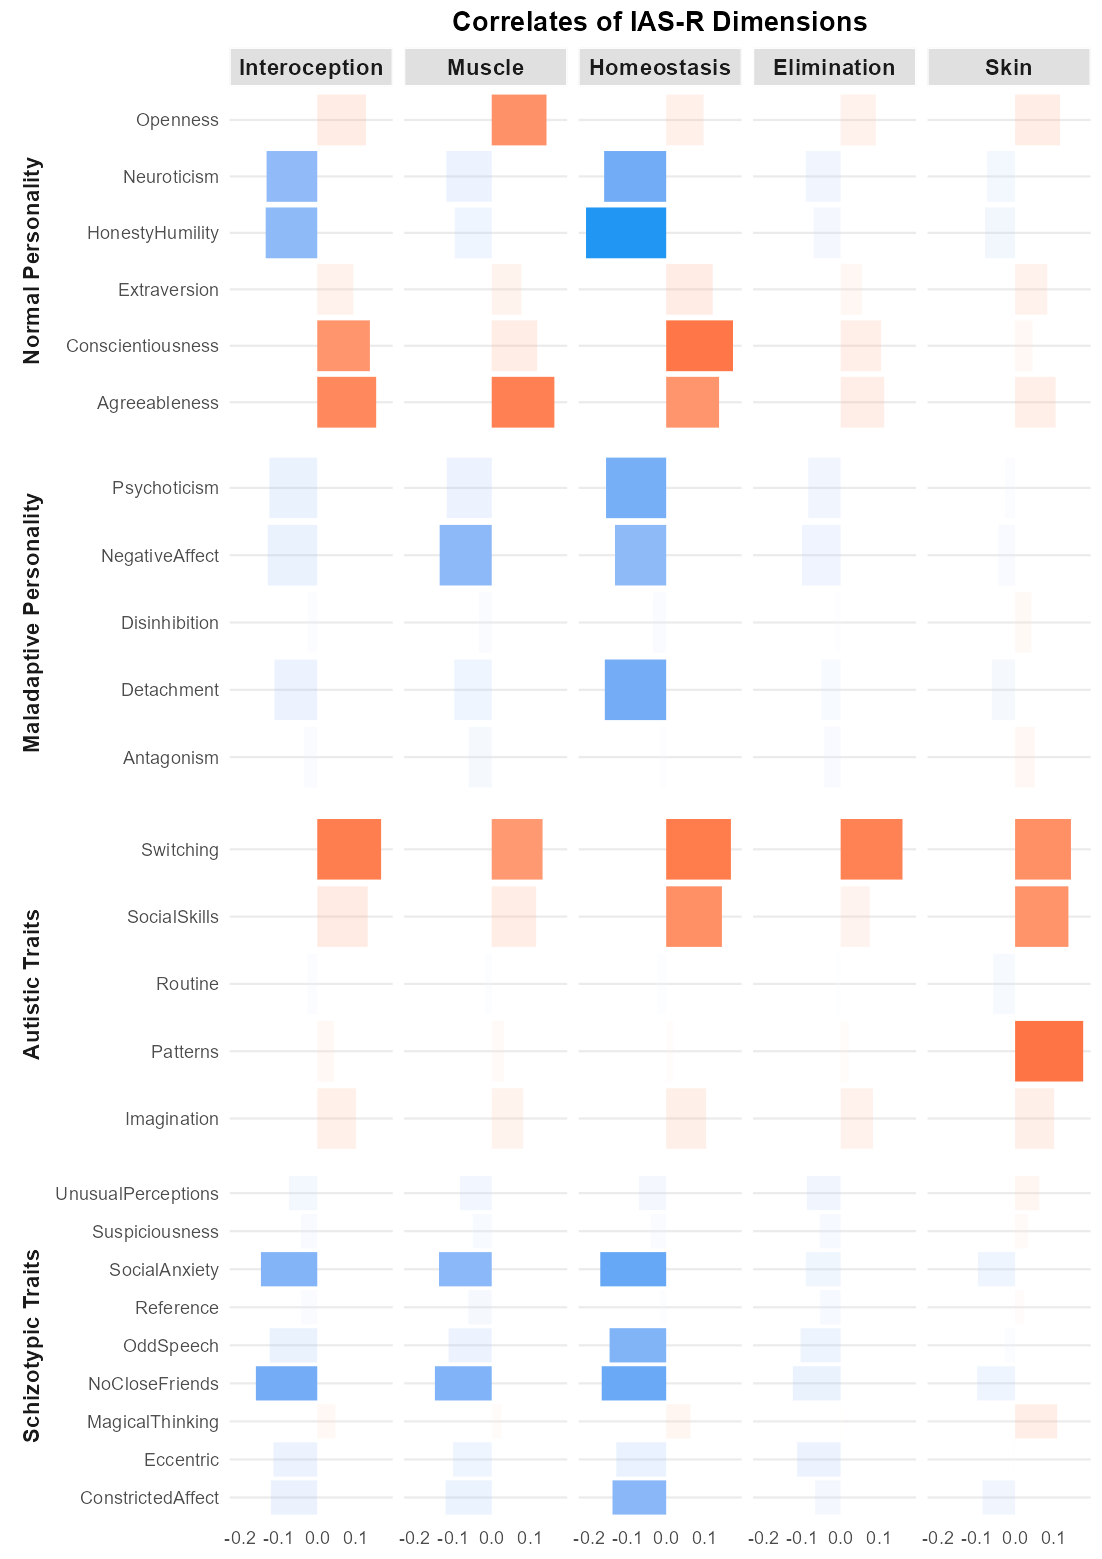 Correlates of IAS-R Dimensions
Interoception Muscle Homeostasis Elimination Skin
Normal Personality
Openness
Neuroticism
HonestyHumility
Extraversion
Conscientiousness
Agreeableness
Maladaptive Personality
Psychoticism
NegativeAffect
Disinhibition
Detachment
Antagonism
Autistic Traits
Switching
SocialSkills
Routine
Patterns
Imagination
Schizotypic Traits
UnusualPerceptions
Suspiciousness
SocialAnxiety
Reference
OddSpeech
NoCloseFriends
MagicalThinking
Eccentric
ConstrictedAffect
-0.2 -0.1 0.0 0.1 -0.2 -0.1 0.0 0.1 -0.2 -0.1 0.0 0.1 -0.2 -0.1 0.0 0.1 -0.2 -0.1 0.0 0.1